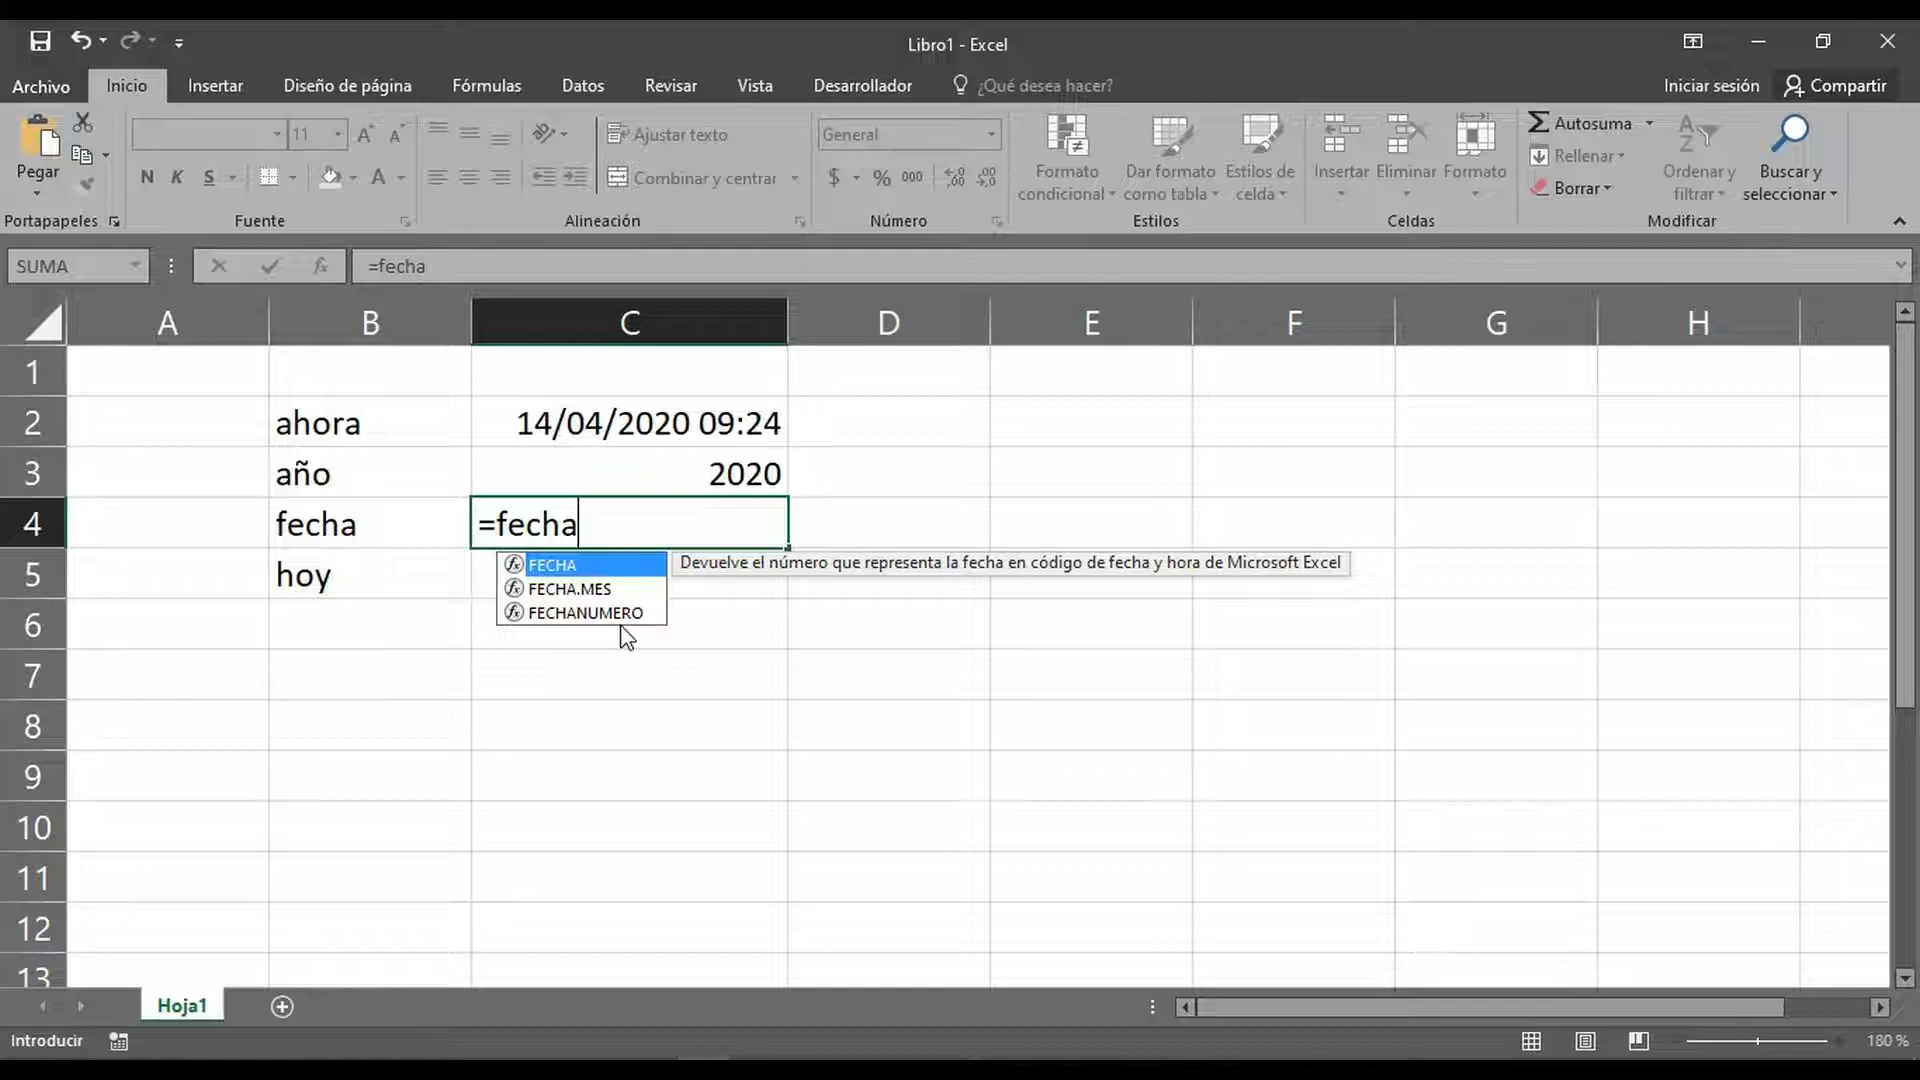 Libro1 - Excel
Archivo Inicio Insertar Diseño de página Fórmulas Datos Revisar Vista Desarrollador ¿Qué desea hacer? Iniciar sesión Compartir
Pegar
Portapapeles
11 A A
N K S A
Fuente
Ajustar texto
Combinar y centrar
Alineación
General
$ % 000
Número
Formato condicional
Dar formato como tabla
Estilos de celda
Estilos
Insertar Eliminar Formato
Celdas
Autosuma
Rellenar
Borrar
Ordenar y filtrar
Buscar y seleccionar
Modificar
SUMA fx =fecha
A B C D E F G H
1
2 ahora 14/04/2020 09:24
3 año 2020
4 fecha =fecha
FECHA Devuelve el número que representa la fecha en código de fecha y hora de Microsoft Excel
5 hoy
FECHA.MES
FECHANUMERO
6
7
8
9
10
11
12
13
Hoja1
Introducir 180 %